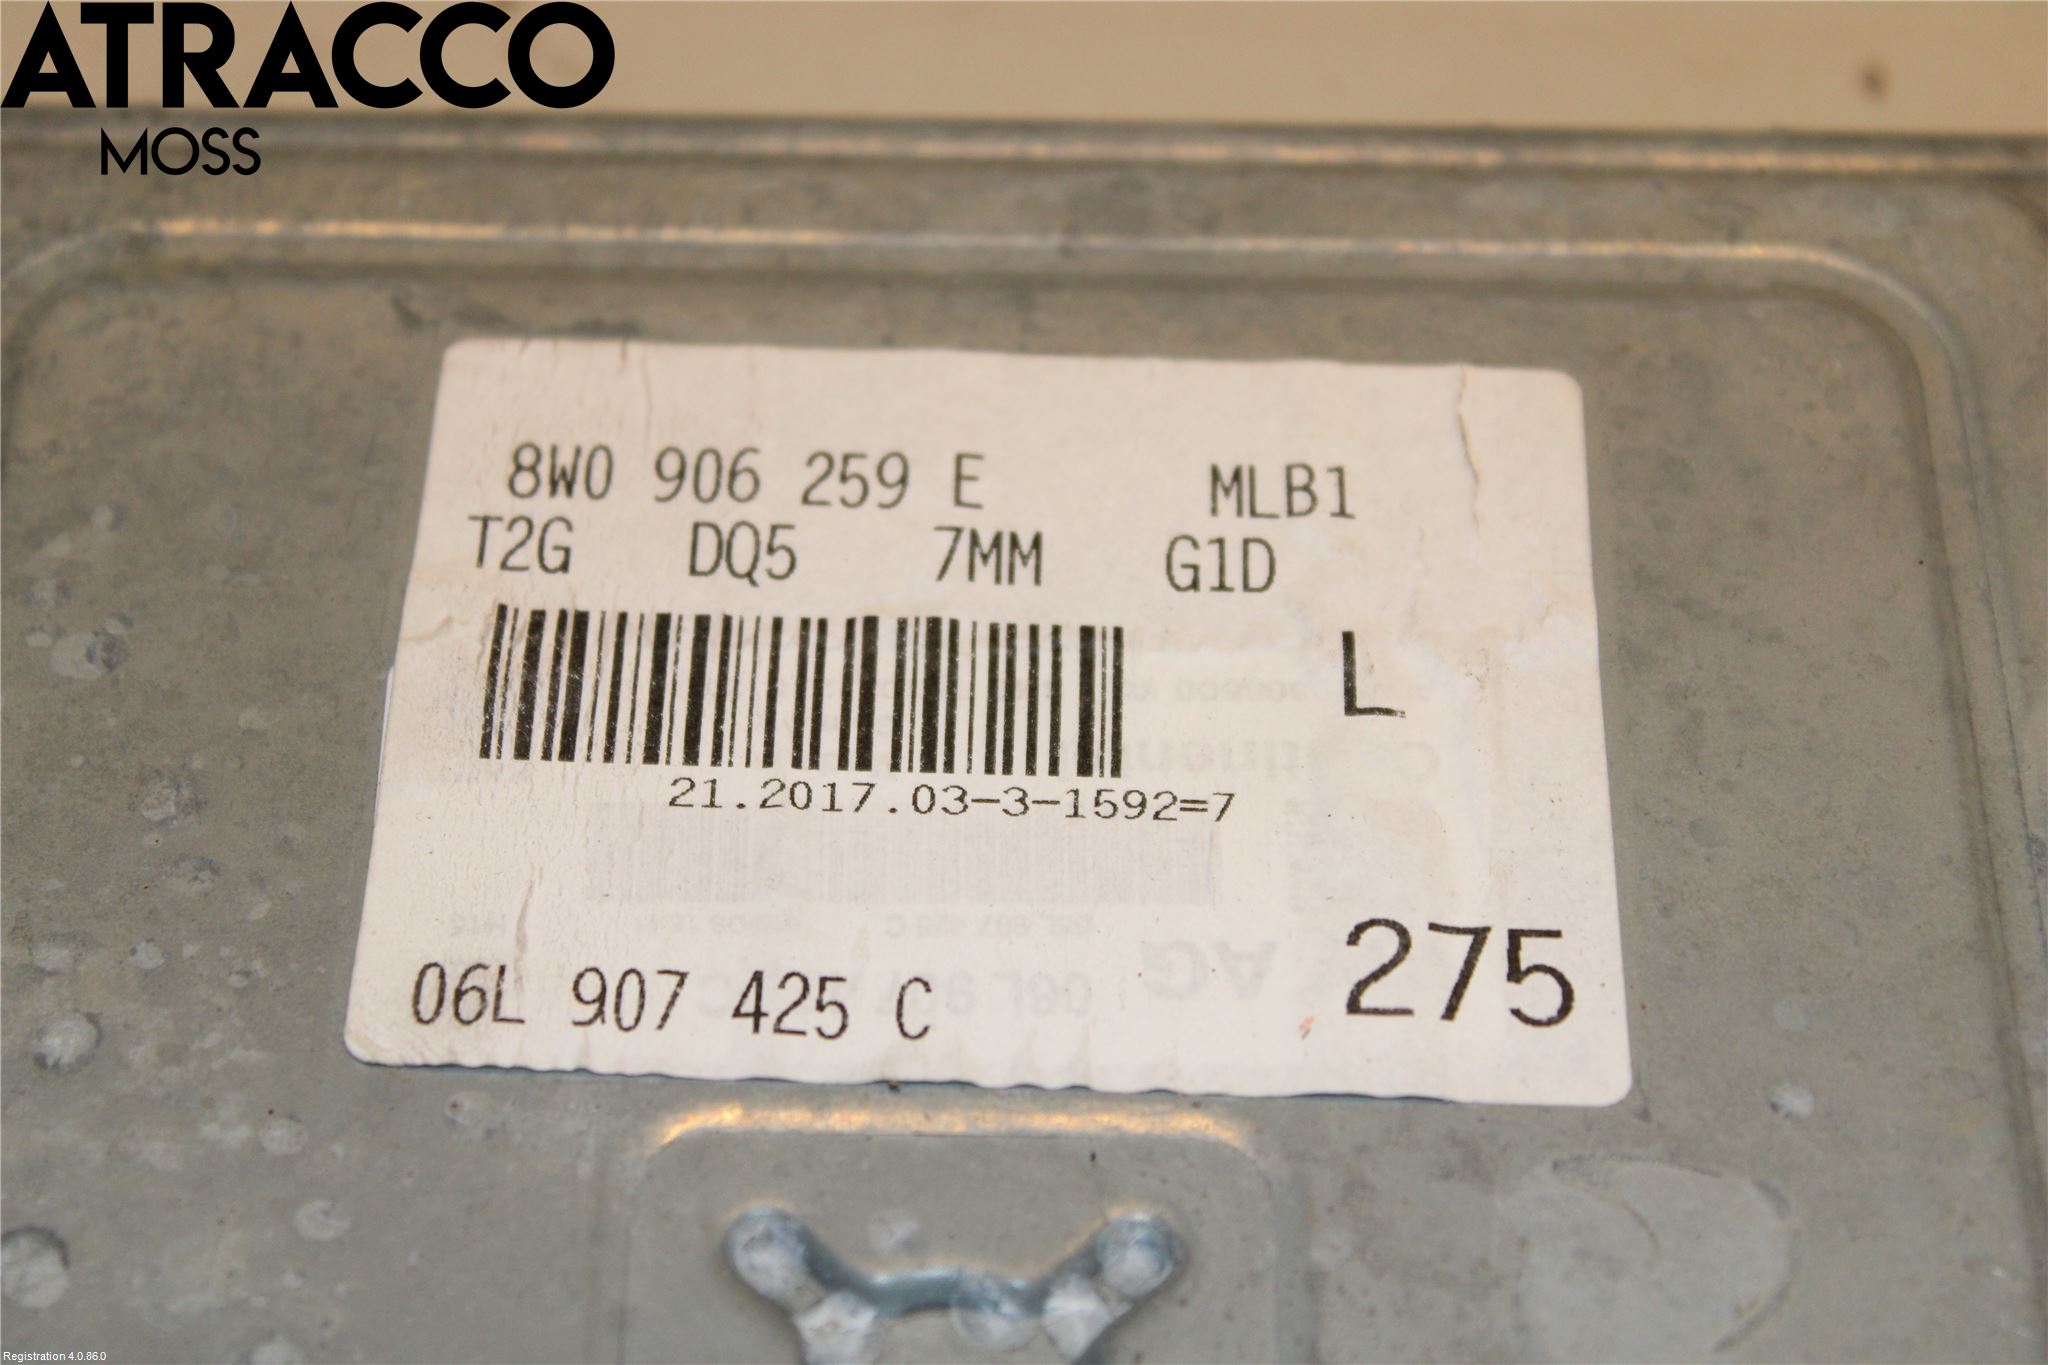 ATRACCO
MOSS
8W0 906 259 E MLB1
T2G DQ5 7MM G1D
L
21.2017.03-3-1592=7
06L 907 425 C 275
Registration 4.0.86.0